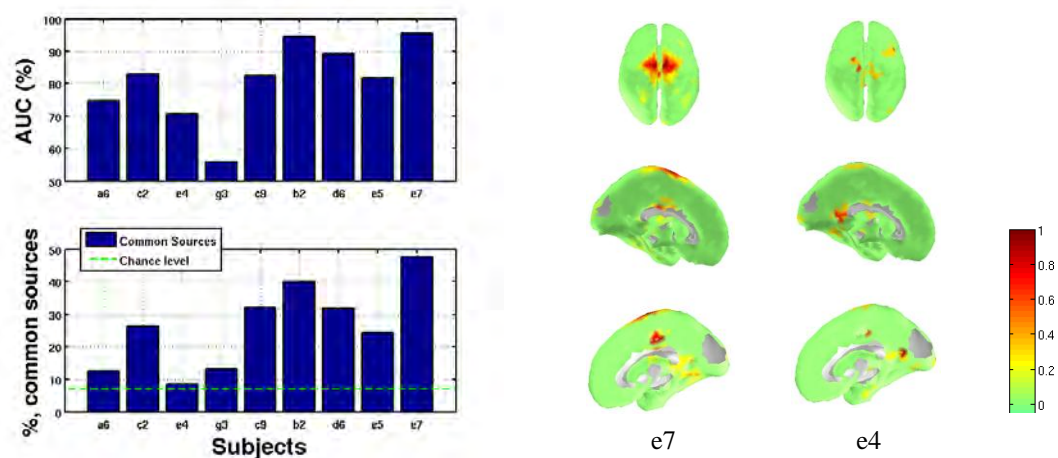 100
90
80
70
60
50
AUC (%)
a6 c2 e4 g3 c9 b2 d6 e5 e7
Common Sources
Chance level
50
40
30
20
10
0
%, common sources
a6 c2 e4 g3 c9 b2 d6 e5 e7
Subjects
1
0.8
0.6
0.4
0.2
0
e7 e4